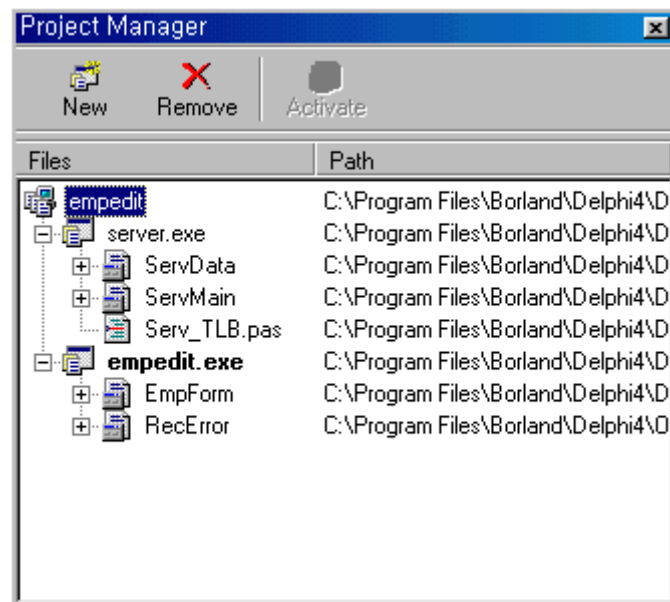 Project Manager
New Remove Activate
Files Path
empedit C:\Program Files\Borland\Delphi4\D
server.exe C:\Program Files\Borland\Delphi4\D
ServData C:\Program Files\Borland\Delphi4\D
ServMain C:\Program Files\Borland\Delphi4\D
Serv_TLB.pas C:\Program Files\Borland\Delphi4\D
empedit.exe C:\Program Files\Borland\Delphi4\D
EmpForm C:\Program Files\Borland\Delphi4\D
RecError C:\Program Files\Borland\Delphi4\O